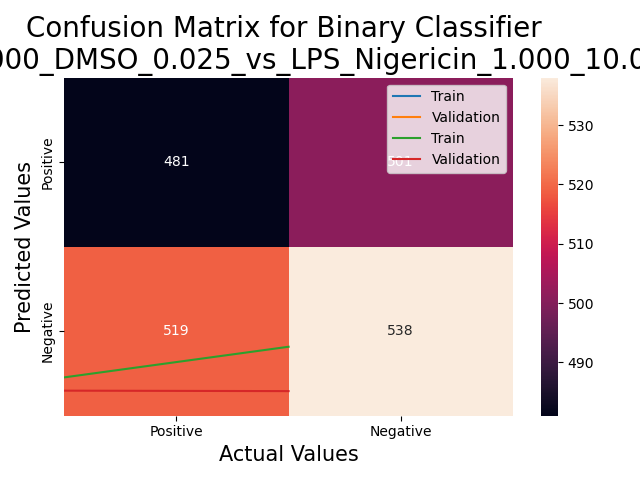 Confusion Matrix for Binary Classifier
000_DMSO_0.025_vs_LPS_Nigericin_1.000_10.0
Train
Validation
Train
Validation
Positive
481
Predicted Values
Negative
519
538
Positive
Negative
Actual Values
530
520
510
500
490